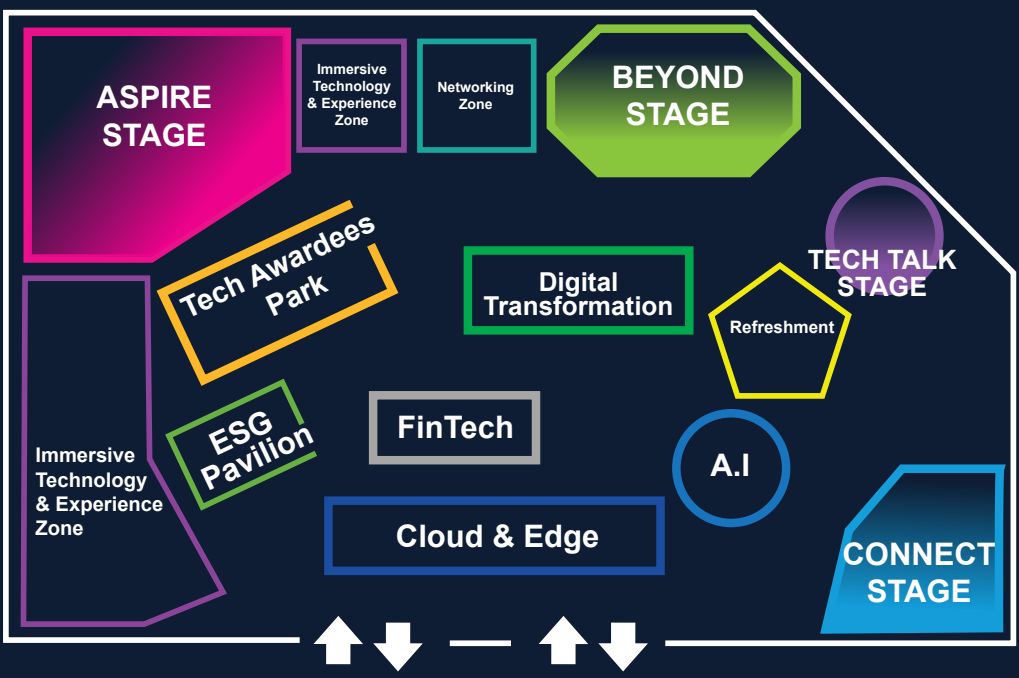 ASPIRE
STAGE
Immersive
Technology
& Experience
Zone
Networking
Zone
BEYOND
STAGE
TECH TALK
STAGE
Tech Awardees
Park
Digital
Transformation
Refreshment
ESG
Pavilion
FinTech
A.I
Immersive
Technology
& Experience
Zone
Cloud & Edge
CONNECT
STAGE